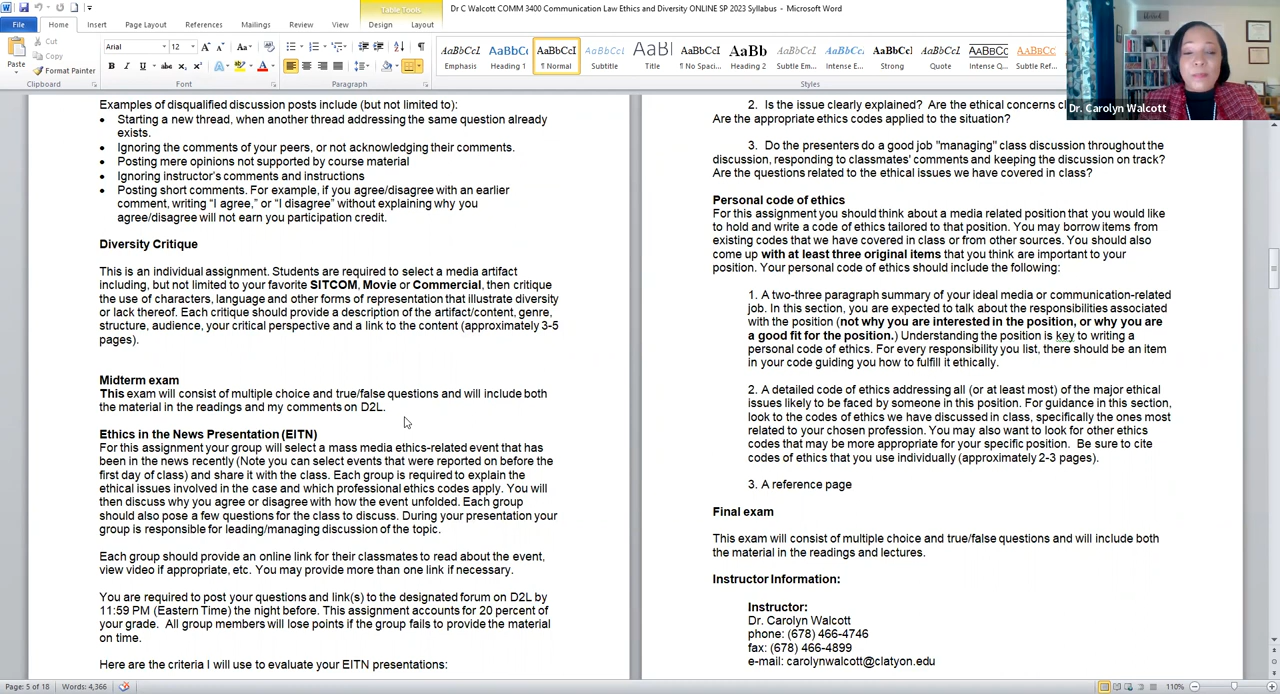 Table Tools
Dr C Walcott COMM 3400 Communication Law Ethics and Diversity ONLINE SP 2023 Syllabus - Microsoft Word
File Home Insert Page Layout References Mailings Review View Design Layout
Paste
Cut
Copy
Format Painter
Clipboard
Arial 12
Font
Paragraph
AaBbCcI Emphasis
AaBbCc Heading 1
AaBbCcI ¶ Normal
AaBbCcI Subtitle
AaBl Title
AaBbCcI ¶ No Spaci...
AaBb Heading 2
AaBbCcI Subtle Em...
AaBbCc Intense E...
AaBbCcI Strong
AaBbCcI Quote
AaBbCc Intense Q...
AaBbCc Subtle Ref...
Styles
Dr. Carolyn Walcott
Examples of disqualified discussion posts include (but not limited to):
• Starting a new thread, when another thread addressing the same question already
exists.
• Ignoring the comments of your peers, or not acknowledging their comments.
• Posting mere opinions not supported by course material
• Ignoring instructor's comments and instructions
• Posting short comments. For example, if you agree/disagree with an earlier
comment, writing "I agree," or "I disagree" without explaining why you
agree/disagree will not earn you participation credit.
Diversity Critique
This is an individual assignment. Students are required to select a media artifact
including, but not limited to your favorite SITCOM, Movie or Commercial, then critique
the use of characters, language and other forms of representation that illustrate diversity
or lack thereof. Each critique should provide a description of the artifact/content, genre,
structure, audience, your critical perspective and a link to the content (approximately 3-5
pages).
Midterm exam
This exam will consist of multiple choice and true/false questions and will include both
the material in the readings and my comments on D2L.
Ethics in the News Presentation (EITN)
For this assignment your group will select a mass media ethics-related event that has
been in the news recently (Note you can select events that were reported on before the
first day of class) and share it with the class. Each group is required to explain the
ethical issues involved in the case and which professional ethics codes apply. You will
then discuss why you agree or disagree with how the event unfolded. Each group
should also pose a few questions for the class to discuss. During your presentation your
group is responsible for leading/managing discussion of the topic.
Each group should provide an online link for their classmates to read about the event,
view video if appropriate, etc. You may provide more than one link if necessary.
You are required to post your questions and link(s) to the designated forum on D2L by
11:59 PM (Eastern Time) the night before. This assignment accounts for 20 percent of
your grade. All group members will lose points if the group fails to provide the material
on time.
Here are the criteria I will use to evaluate your EITN presentations:
2. Is the issue clearly explained? Are the ethical concerns
Are the appropriate ethics codes applied to the situation?
3. Do the presenters do a good job "managing" class discussion throughout the
discussion, responding to classmates' comments and keeping the discussion on track?
Are the questions related to the ethical issues we have covered in class?
Personal code of ethics
For this assignment you should think about a media related position that you would like
to hold and write a code of ethics tailored to that position. You may borrow items from
existing codes that we have covered in class or from other sources. You should also
come up with at least three original items that you think are important to your
position. Your personal code of ethics should include the following:
1. A two-three paragraph summary of your ideal media or communication-related
job. In this section, you are expected to talk about the responsibilities associated
with the position (not why you are interested in the position, or why you are
a good fit for the position.) Understanding the position is key to writing a
personal code of ethics. For every responsibility you list, there should be an item
in your code guiding you how to fulfill it ethically.
2. A detailed code of ethics addressing all (or at least most) of the major ethical
issues likely to be faced by someone in this position. For guidance in this section,
look to the codes of ethics we have discussed in class, specifically the ones most
related to your chosen profession. You may also want to look for other ethics
codes that may be more appropriate for your specific position. Be sure to cite
codes of ethics that you use individually (approximately 2-3 pages).
3. A reference page
Final exam
This exam will consist of multiple choice and true/false questions and will include both
the material in the readings and lectures.
Instructor Information:
Instructor:
Dr. Carolyn Walcott
phone: (678) 466-4746
fax: (678) 466-4899
e-mail: carolynwalcott@clatyon.edu
Page: 5 of 18 Words: 4,366 110%